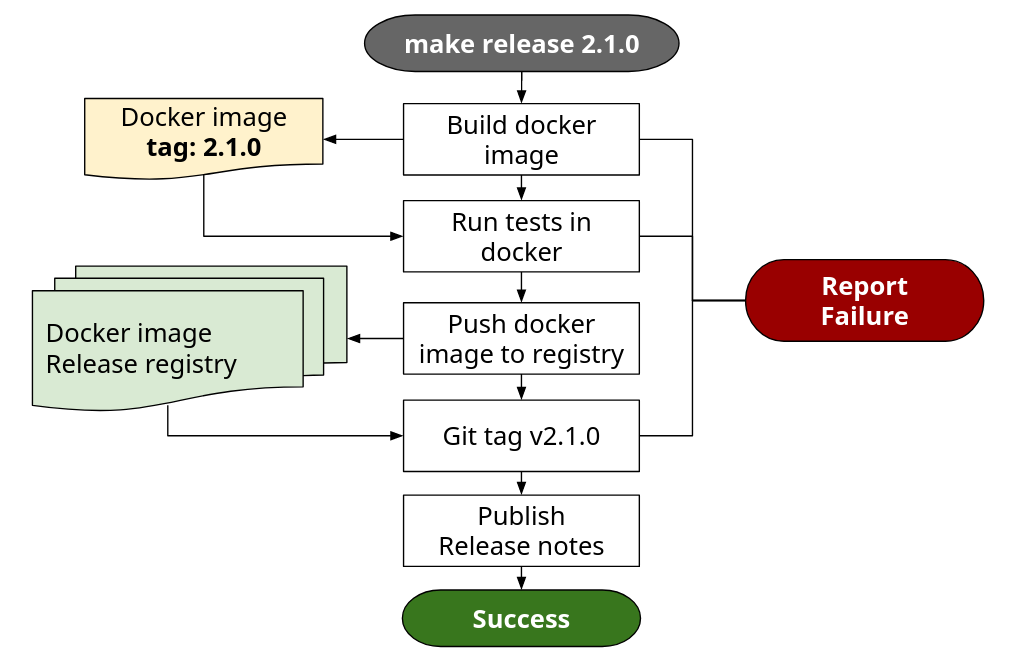 make release 2.1.0
Docker image
tag: 2.1.0
Build docker
image
Run tests in
docker
Report
Failure
Docker image
Release registry
Push docker
image to registry
Git tag v2.1.0
Publish
Release notes
Success